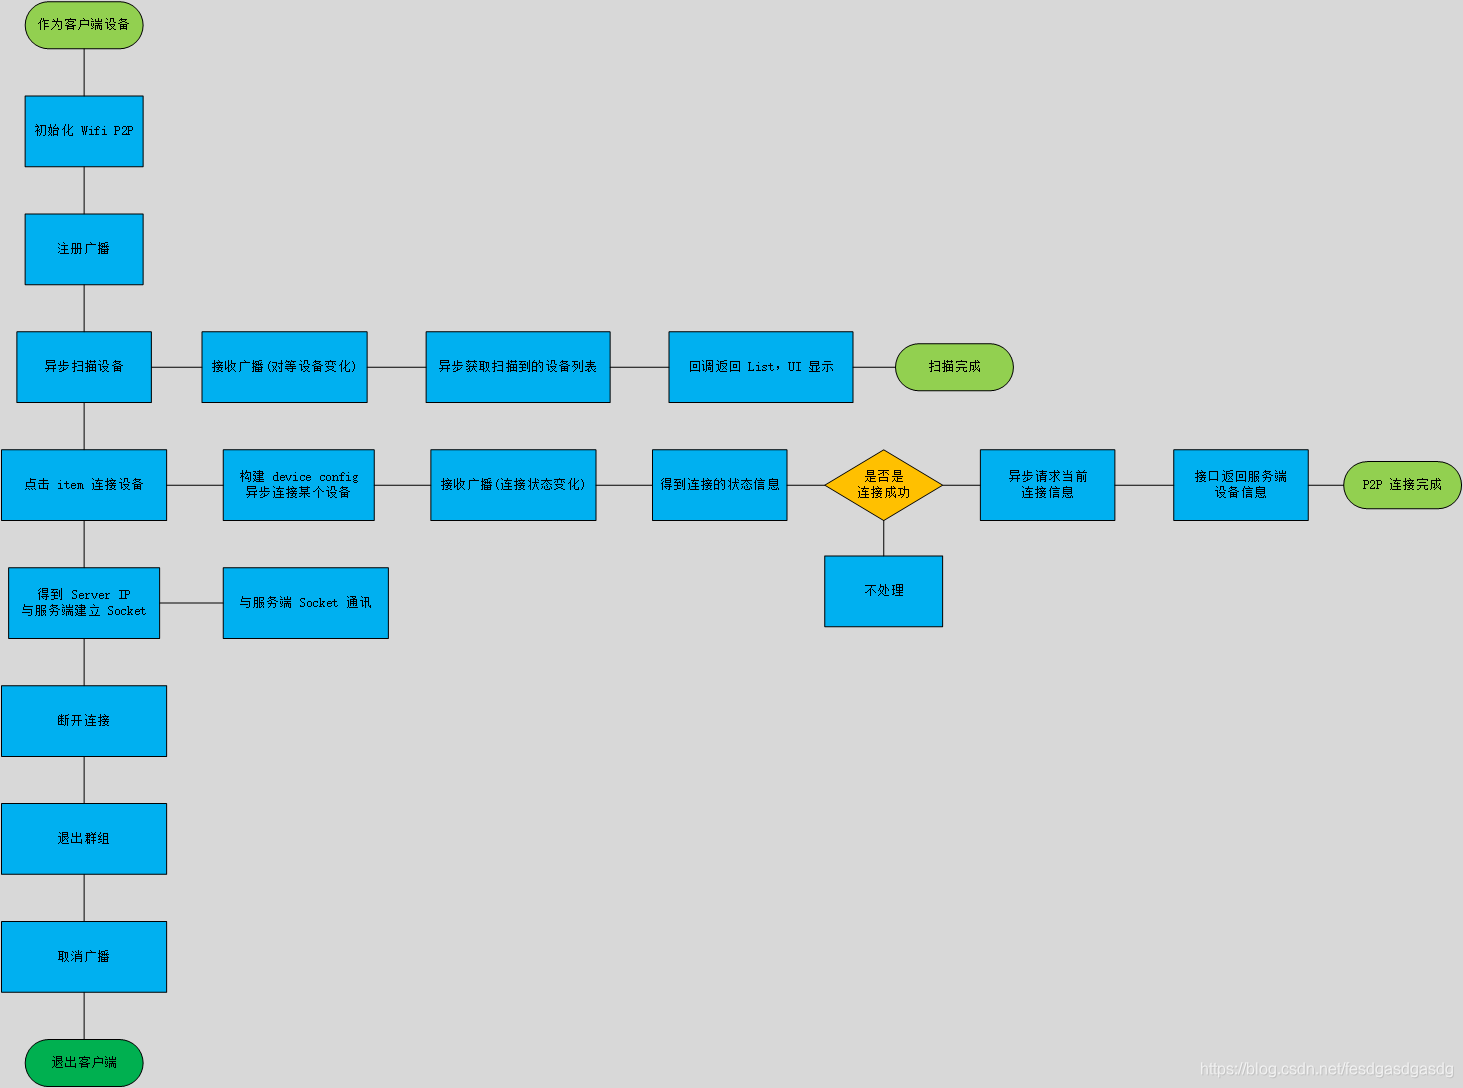 作为客户端设备
初始化 Wifi P2P
注册广播
异步扫描设备
接收广播(对等设备变化)
异步获取扫描到的设备列表
回调返回 List，UI 显示
扫描完成
点击 item 连接设备
构建 device config
异步连接某个设备
接收广播(连接状态变化)
得到连接的状态信息
是否是
连接成功
异步请求当前
连接信息
接口返回服务端
设备信息
P2P 连接完成
不处理
得到 Server IP
与服务端建立 Socket
与服务端 Socket 通讯
断开连接
退出群组
取消广播
退出客户端
https://blog.csdn.net/fesdgasdgasdg